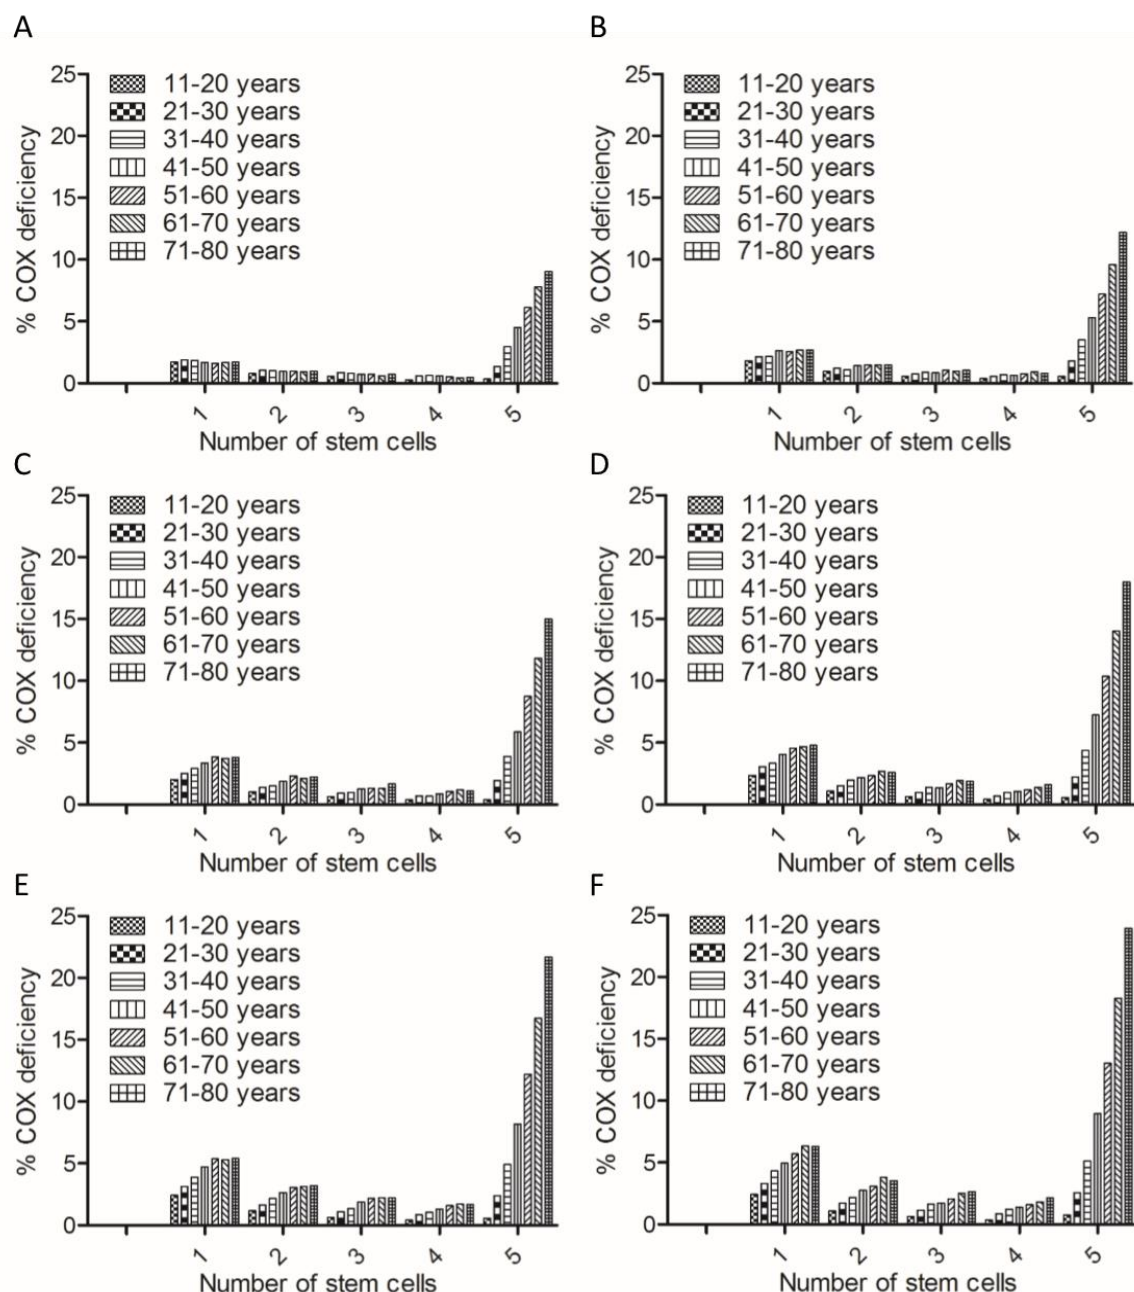 A
% COX deficiency
25
20
15
10
5
0
11-20 years
21-30 years
31-40 years
41-50 years
51-60 years
61-70 years
71-80 years
1
2
3
4
5
Number of stem cells
B
% COX deficiency
25
20
15
10
5
0
11-20 years
21-30 years
31-40 years
41-50 years
51-60 years
61-70 years
71-80 years
1
2
3
4
5
Number of stem cells
C
% COX deficiency
25
20
15
10
5
0
11-20 years
21-30 years
31-40 years
41-50 years
51-60 years
61-70 years
71-80 years
1
2
3
4
5
Number of stem cells
D
% COX deficiency
25
20
15
10
5
0
11-20 years
21-30 years
31-40 years
41-50 years
51-60 years
61-70 years
71-80 years
1
2
3
4
5
Number of stem cells
E
% COX deficiency
25
20
15
10
5
0
11-20 years
21-30 years
31-40 years
41-50 years
51-60 years
61-70 years
71-80 years
1
2
3
4
5
Number of stem cells
F
% COX deficiency
25
20
15
10
5
0
11-20 years
21-30 years
31-40 years
41-50 years
51-60 years
61-70 years
71-80 years
1
2
3
4
5
Number of stem cells